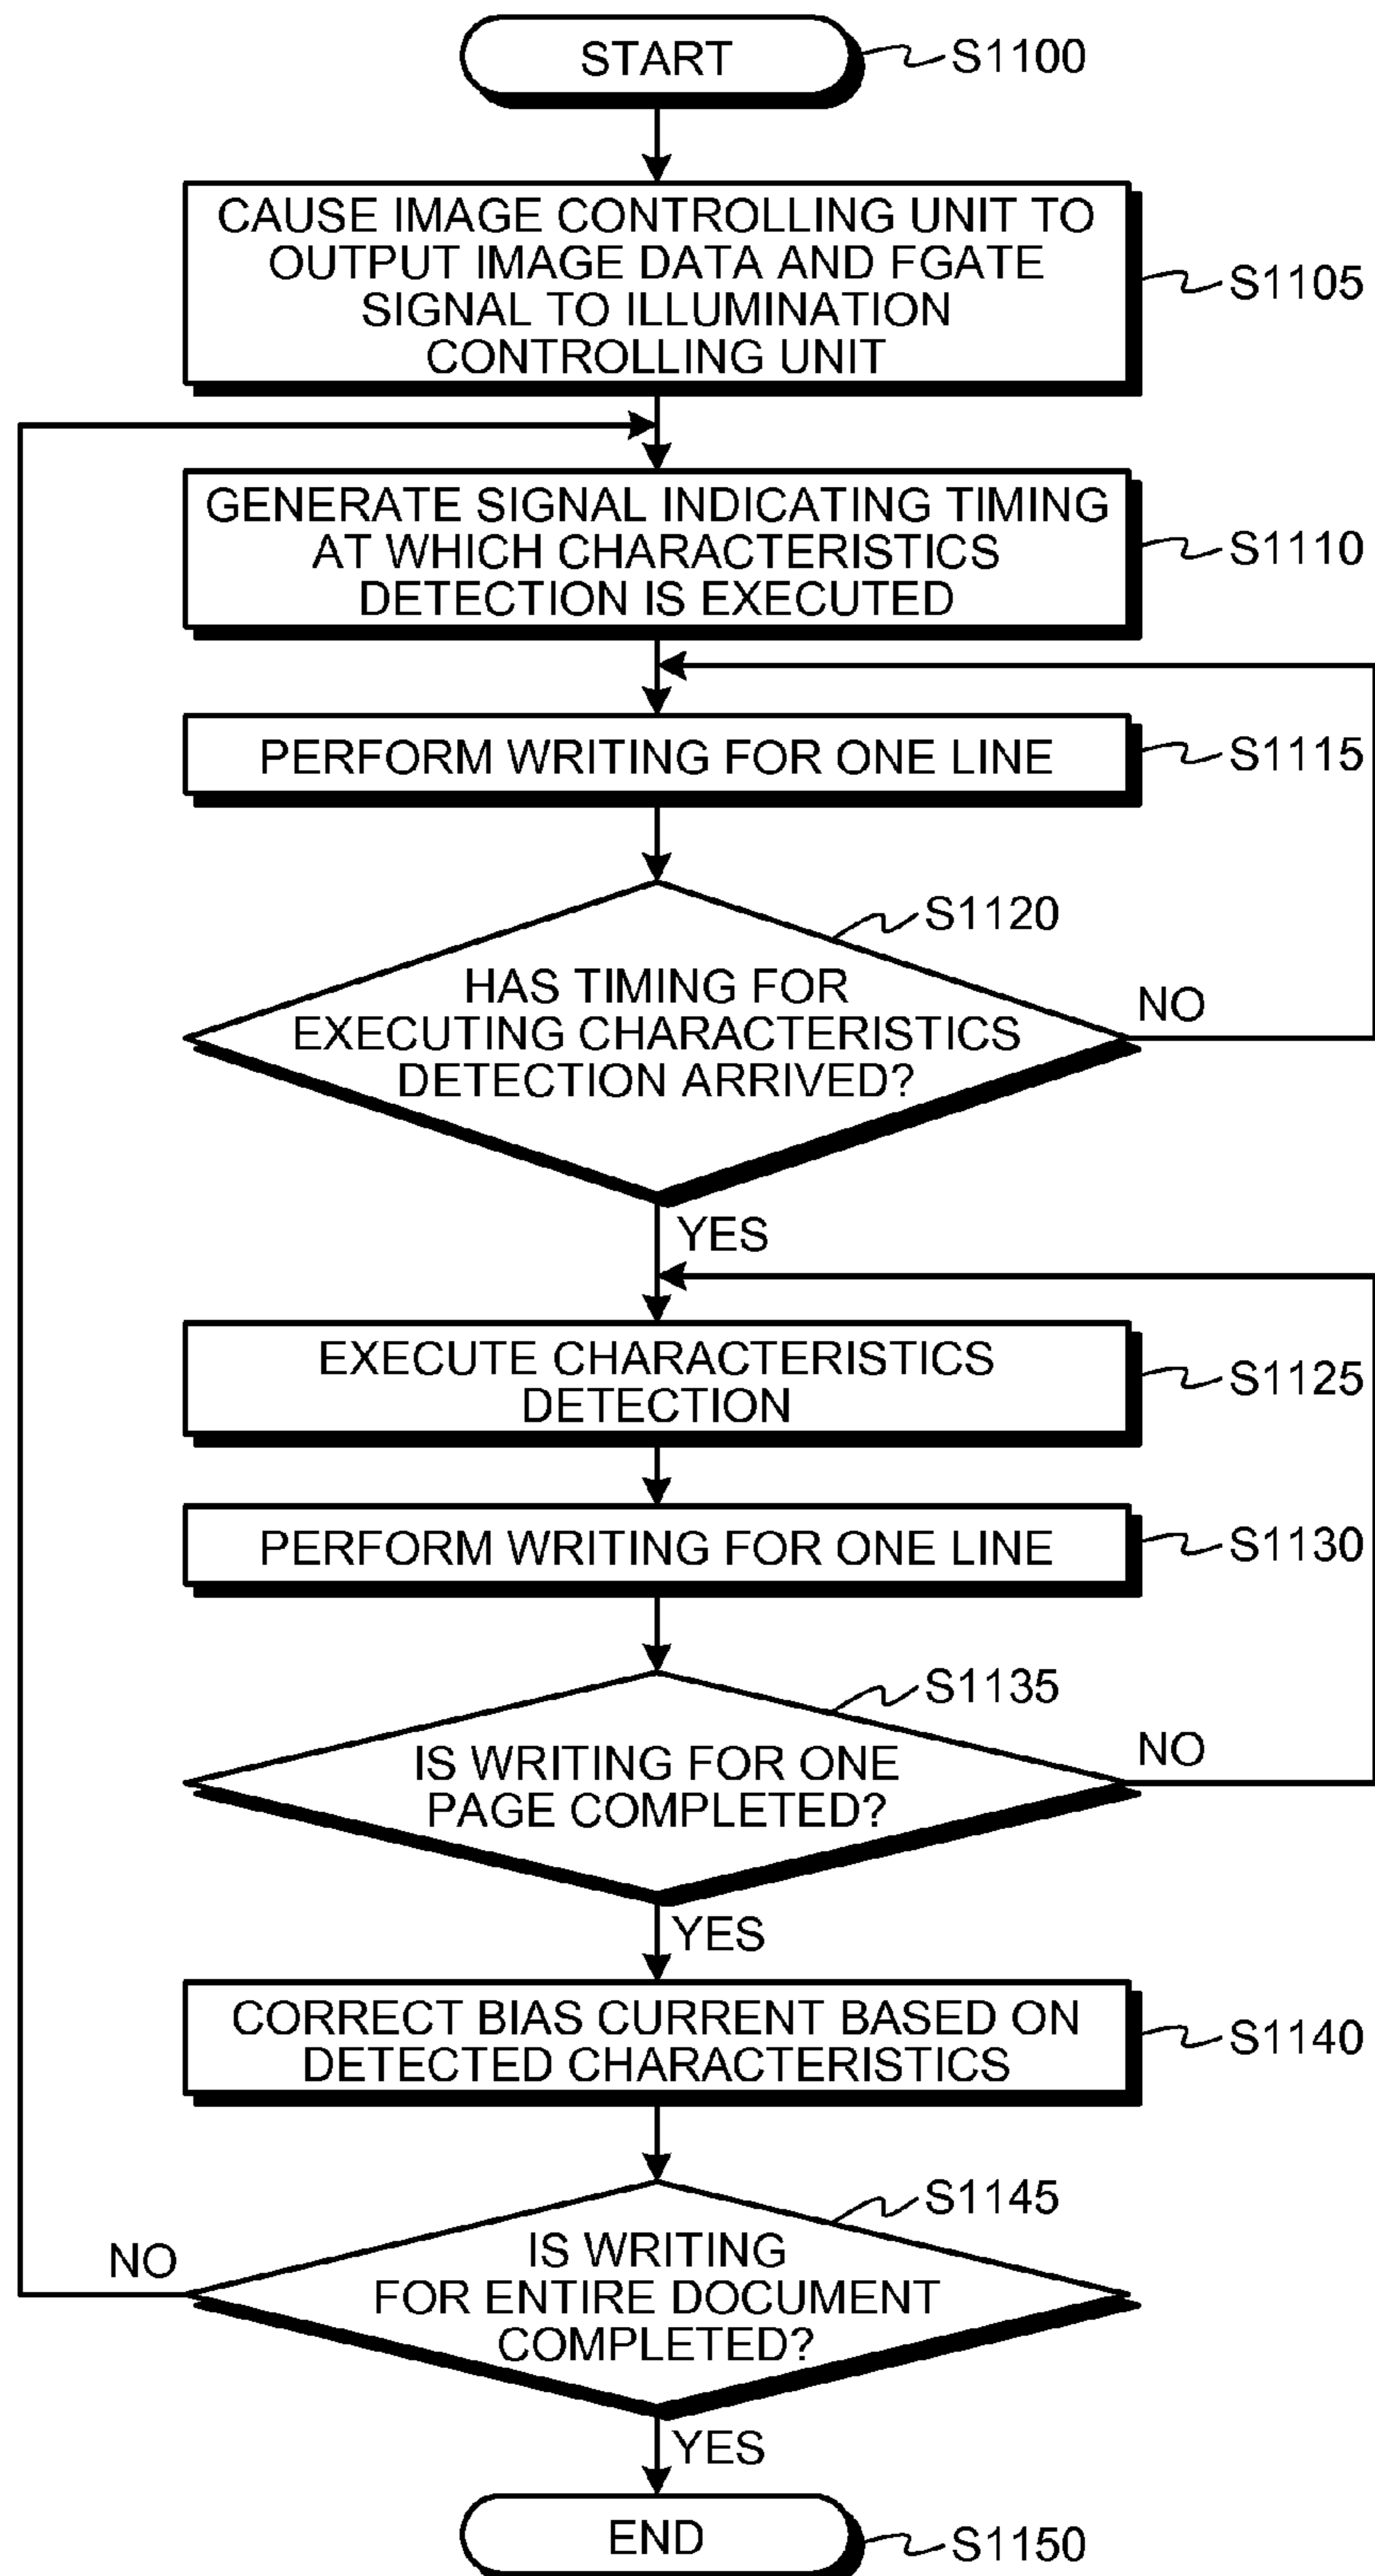 START
S1100
CAUSE IMAGE CONTROLLING UNIT TO
OUTPUT IMAGE DATA AND FGATE
SIGNAL TO ILLUMINATION
CONTROLLING UNIT
S1105
GENERATE SIGNAL INDICATING TIMING
AT WHICH CHARACTERISTICS
DETECTION IS EXECUTED
S1110
PERFORM WRITING FOR ONE LINE
S1115
S1120
HAS TIMING FOR
EXECUTING CHARACTERISTICS
DETECTION ARRIVED?
NO
YES
EXECUTE CHARACTERISTICS
DETECTION
S1125
PERFORM WRITING FOR ONE LINE
S1130
S1135
IS WRITING FOR ONE
PAGE COMPLETED?
NO
YES
CORRECT BIAS CURRENT BASED ON
DETECTED CHARACTERISTICS
S1140
S1145
IS WRITING
FOR ENTIRE DOCUMENT
COMPLETED?
NO
YES
END
S1150